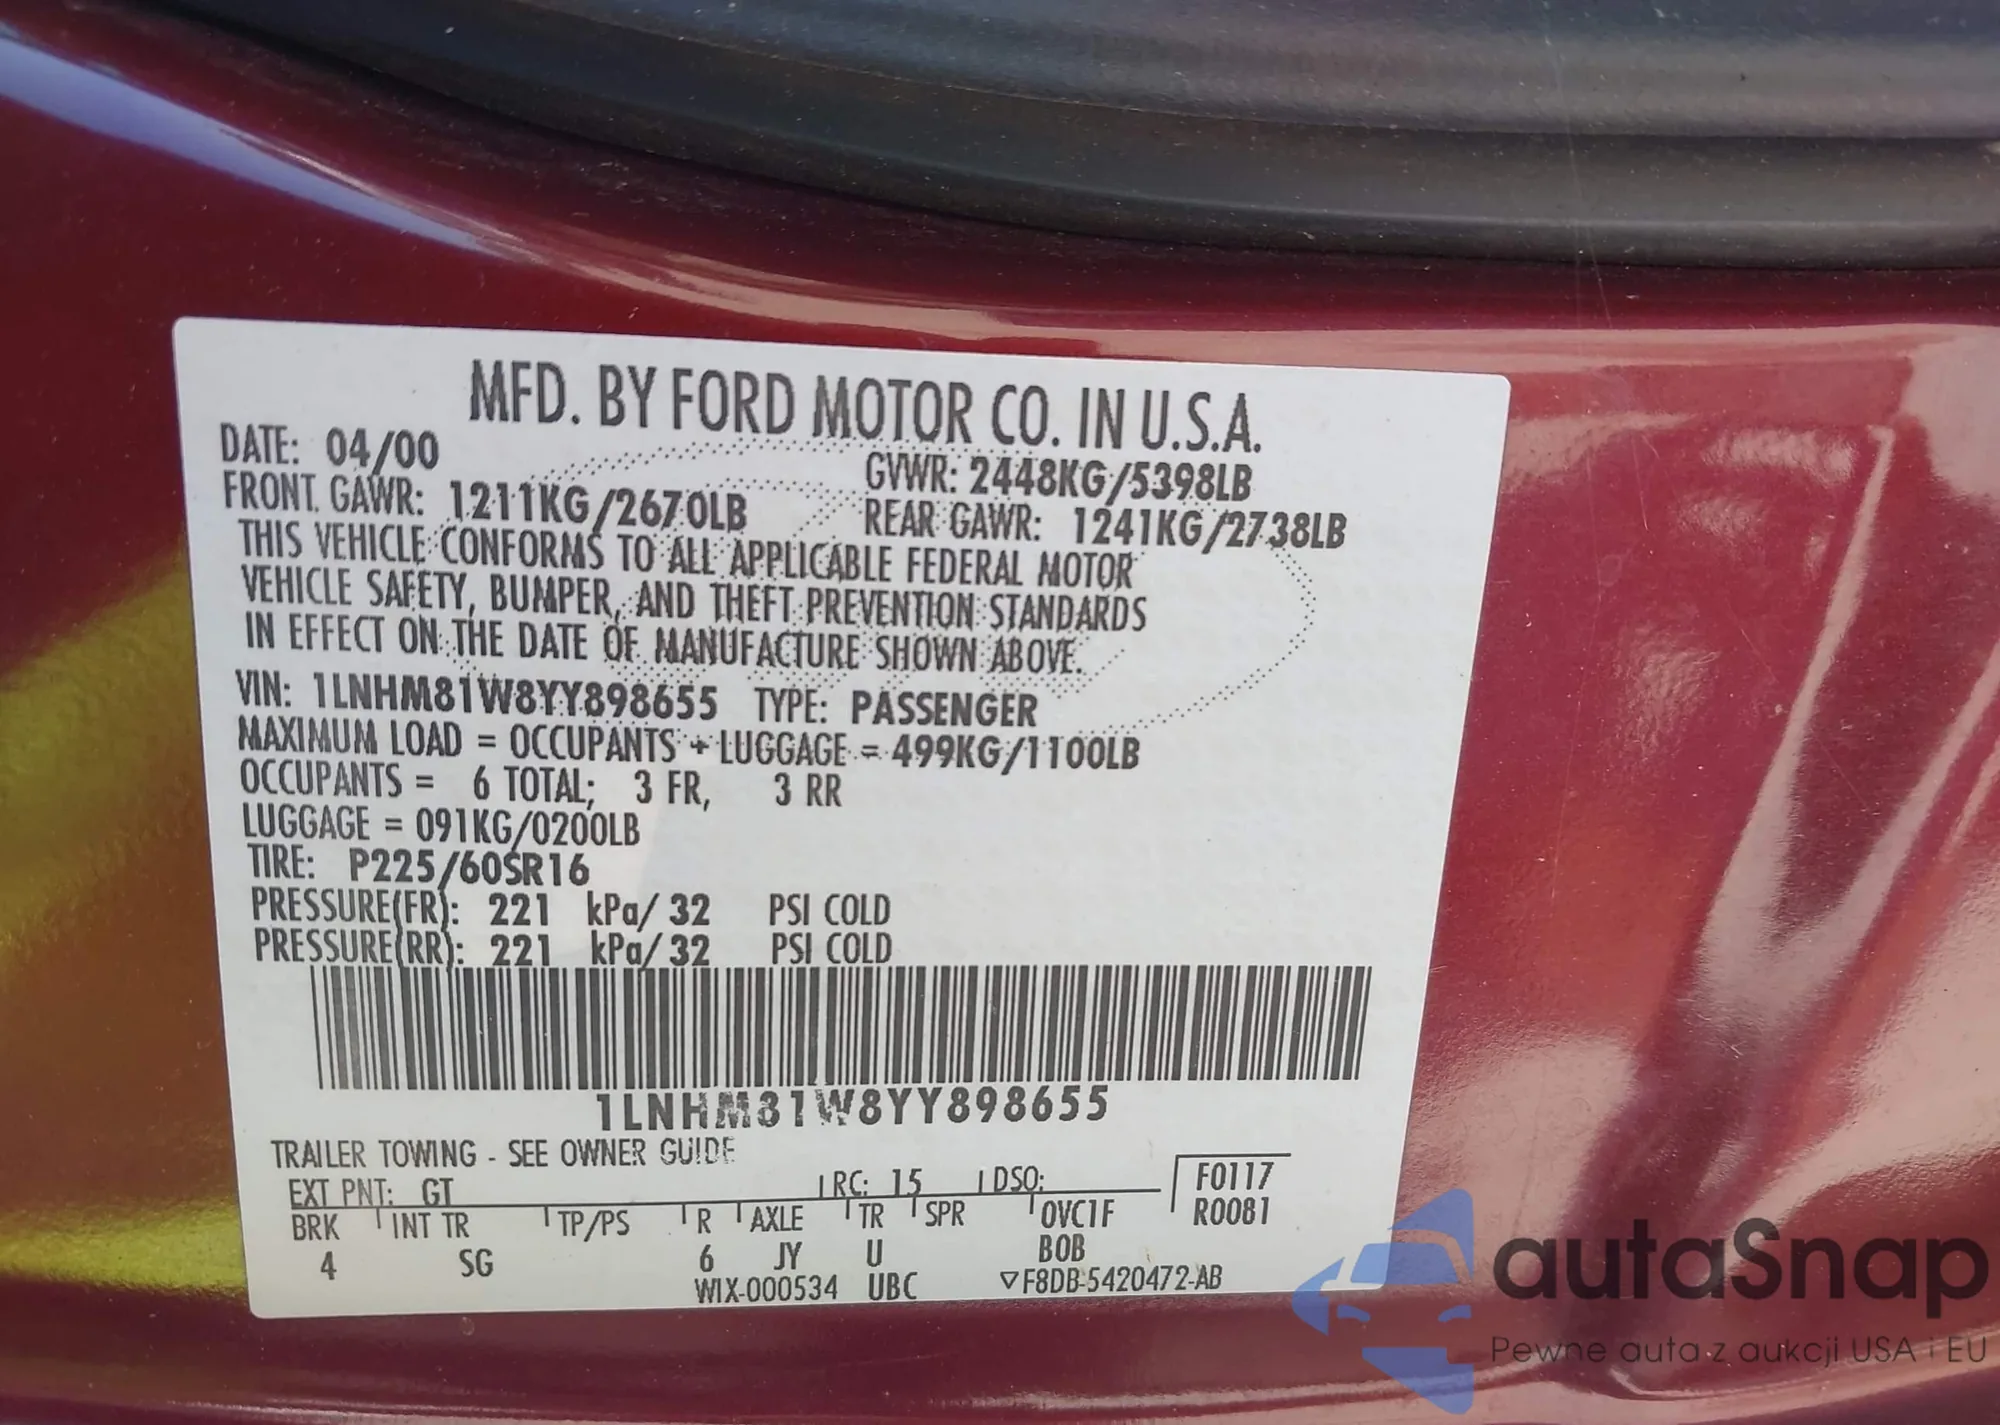 MFD. BY FORD MOTOR CO. IN U.S.A.
DATE: 04/00
GVWR: 2448KG/5398LB
FRONT GAWR: 1211KG/2670LB
REAR GAWR: 1241KG/2738LB
THIS VEHICLE CONFORMS TO ALL APPLICABLE FEDERAL MOTOR
VEHICLE SAFETY, BUMPER, AND THEFT PREVENTION STANDARDS
IN EFFECT ON THE DATE OF MANUFACTURE SHOWN ABOVE.
VIN: 1LNHM81W8YY898655 TYPE: PASSENGER
MAXIMUM LOAD = OCCUPANTS + LUGGAGE = 499KG/1100LB
OCCUPANTS = 6 TOTAL; 3 FR, 3 RR
LUGGAGE = 091KG/0200LB
TIRE: P225/60SR16
PRESSURE(FR): 221 kPa/ 32 PSI COLD
PRESSURE(RR): 221 kPa/ 32 PSI COLD
1LNHM81W8YY898655
TRAILER TOWING - SEE OWNER GUIDE
EXT PNT: GT RC: 15 DSO: F0117
BRK INT TR TP/PS R AXLE TR SPR OVC1F R0081
4 SG 6 JY U BOB
WIX-000534 UBC ▽F8DB-5420472-AB
autaSnap
Pewne auta z aukcji USA i EU